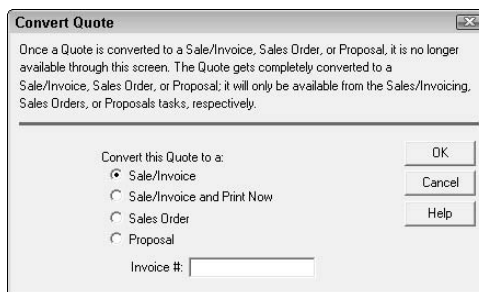 Convert Quote
Once a Quote is converted to a Sale/Invoice, Sales Order, or Proposal, it is no longer
available through this screen. The Quote gets completely converted to a
Sale/Invoice, Sales Order, or Proposal; it will only be available from the Sales/Invoicing,
Sales Orders, or Proposals tasks, respectively.
Convert this Quote to a:
Sale/Invoice
Sale/Invoice and Print Now
Sales Order
Proposal
Invoice #:
OK
Cancel
Help